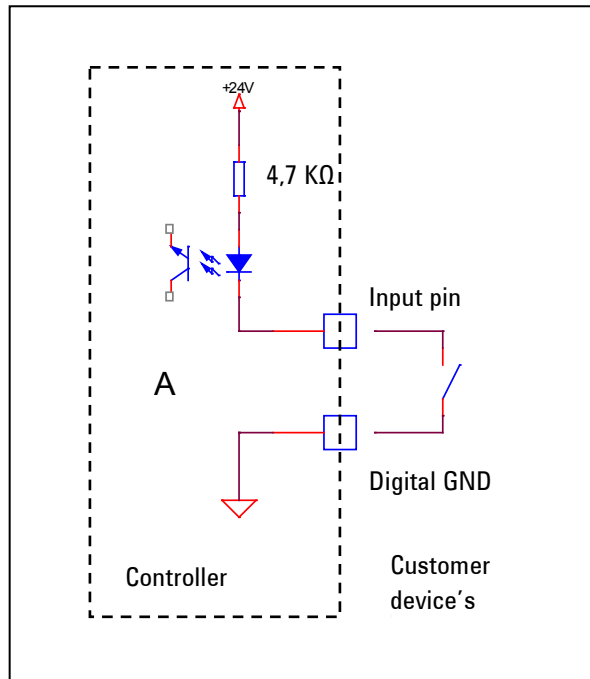 +24V
4,7 KΩ
Input pin
A
Digital GND
Controller
Customer
device's